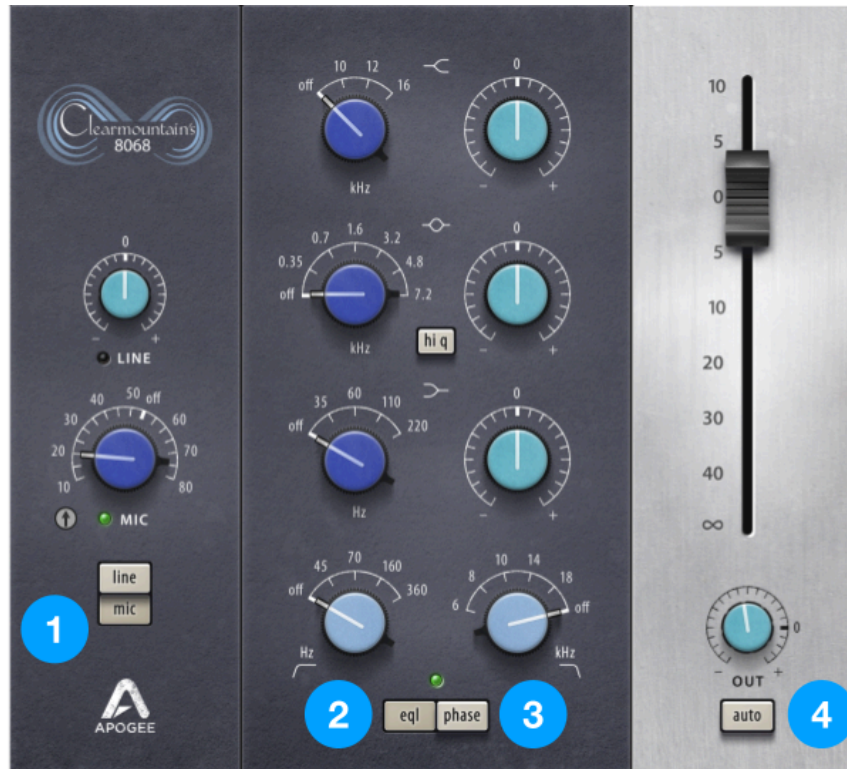 Clearmountain's
8068
0
- +
LINE
10 20 30 40 50 off 60 70 80
MIC
line
mic
1
APOGEE
off 10 12 16
kHz
0
- +
off 0.35 0.7 1.6 3.2 4.8 7.2
kHz
hi q
0
- +
off 35 60 110 220
Hz
0
- +
off 45 70 160 360
Hz
6 8 10 14 18 off
kHz
2
eql
phase
3
10
5
0
5
10
20
30
40
∞
0
- +
OUT
auto
4